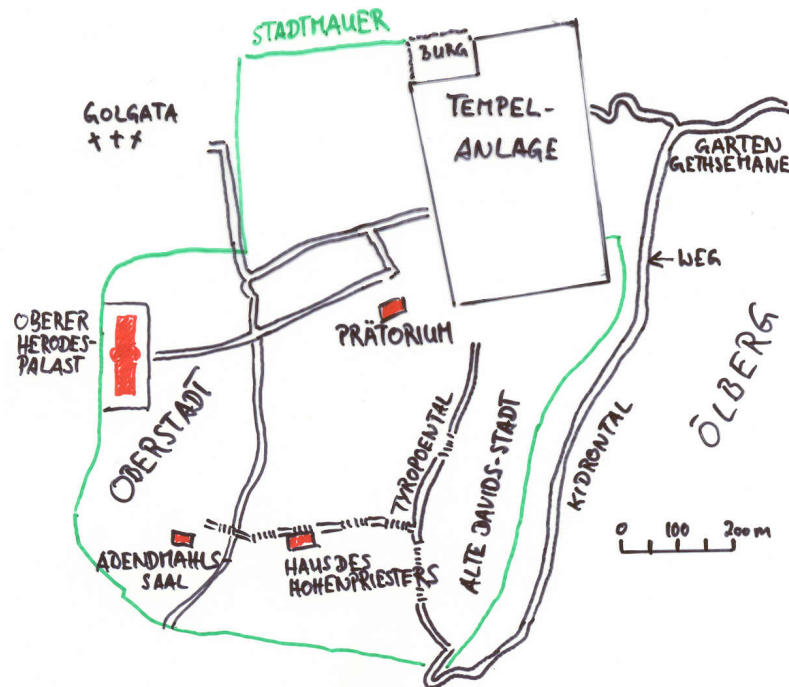 STADTMAUER
BURG
GOLGATA
TEMPEL-
ANLAGE
GARTEN
GETHSEMANE
← WEG
OBERER
HERODES-
PALAST
PRÄTORIUM
ÖLBERG
OBERSTADT
TYROPOENTAL
ALTE DAVIDS-STADT
KIDRONTAL
0 100 200 m
ABENDMAHLS-
SAAL
HAUS DES
HOHENPRIESTERS